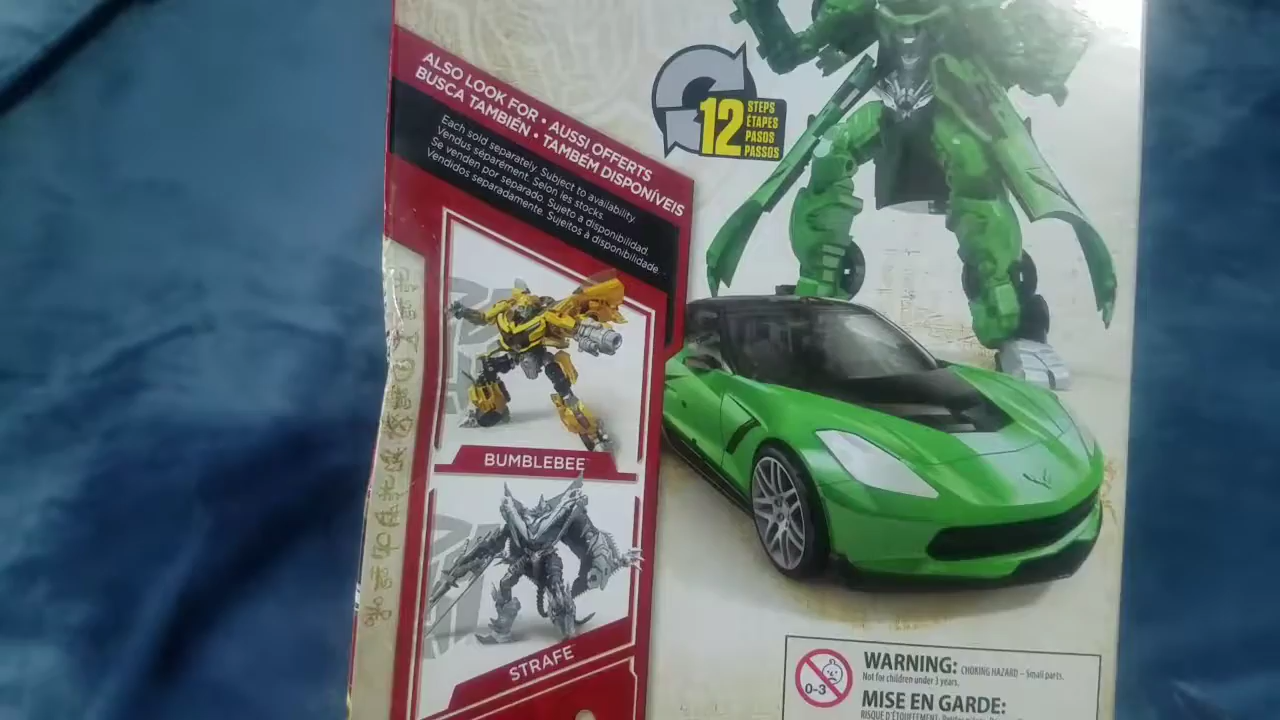 ALSO LOOK FOR • AUSSI OFFERTS
BUSCA TAMBIÉN • TAMBÉM DISPONÍVEIS
Each sold separately. Subject to availability.
Vendus séparément. Selon les stocks.
Se venden por separado. Sujeto a disponibilidad.
Vendidos separadamente. Sujeitos à disponibilidade.
12
STEPS
ÉTAPES
PASOS
PASSOS
BUMBLEBEE™
STRAFE
0-3
WARNING: CHOKING HAZARD – Small parts.
Not for children under 3 years.
MISE EN GARDE:
RISQUE D'ÉTOUFFEMENT